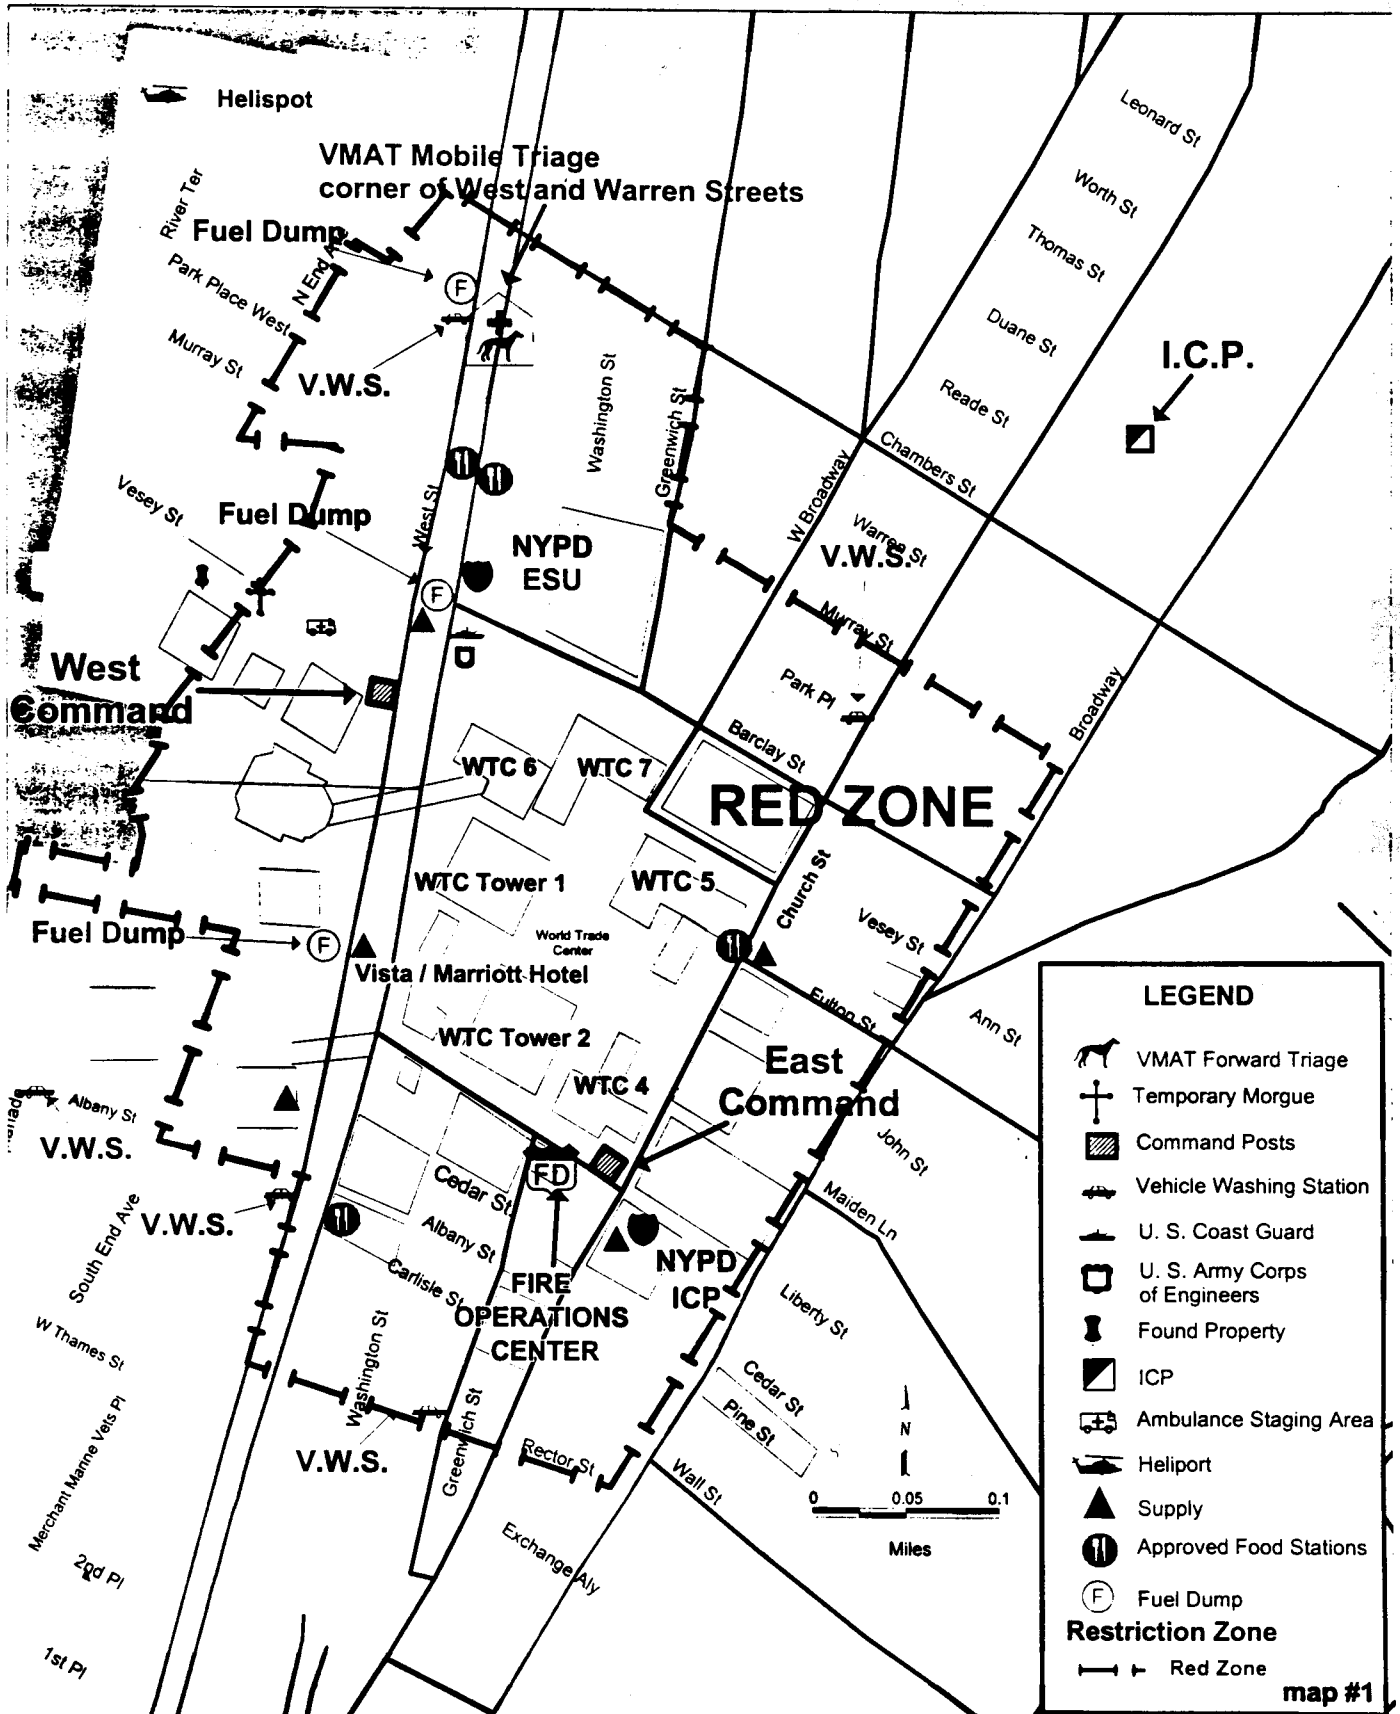 Helispot
VMAT Mobile Triage
corner of West and Warren Streets
Leonard St
Worth St
Thomas St
Duane St
Reade St
Chambers St
I.C.P.
River Ter
Fuel Dump
N End Ave
Park Place West
Murray St
V.W.S.
F
Washington St
Greenwich St
W Broadway
Warren St
V.W.S.
Murray St
Park Pl
Barclay St
Broadway
Vesey St
Fuel Dump
West St
NYPD
ESU
F
West
Command
WTC 6
WTC 7
RED ZONE
WTC Tower 1
WTC 5
Church St
Vesey St
World Trade
Center
Fuel Dump
F
Vista / Marriott Hotel
Fulton St
Ann St
WTC Tower 2
WTC 4
East
Command
John St
Albany St
V.W.S.
FD
Cedar St
Maiden Ln
V.W.S.
Albany St
South End Ave
Carlisle St
FIRE
OPERATIONS
CENTER
NYPD
ICP
Liberty St
W Thames St
Washington St
Cedar St
Pine St
N
Greenwich St
Rector St
Wall St
V.W.S.
Merchant Marine Vets Pl
Exchange Aly
0 0.05 0.1
Miles
2nd Pl
1st Pl
LEGEND
VMAT Forward Triage
Temporary Morgue
Command Posts
Vehicle Washing Station
U. S. Coast Guard
U. S. Army Corps
of Engineers
Found Property
ICP
Ambulance Staging Area
Heliport
Supply
Approved Food Stations
F Fuel Dump
Restriction Zone
Red Zone
map #1